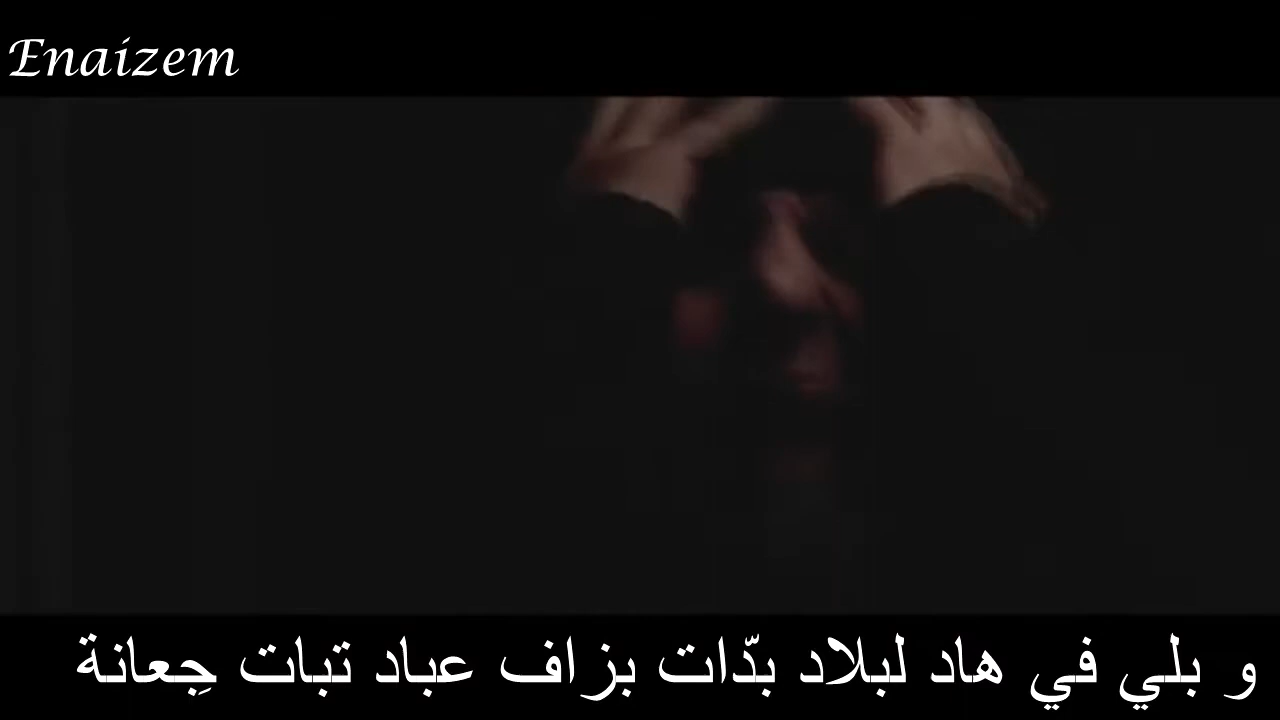 Enaizem
و بلي في هاد لبلاد بدّات بزاف عباد تبات جِعانة